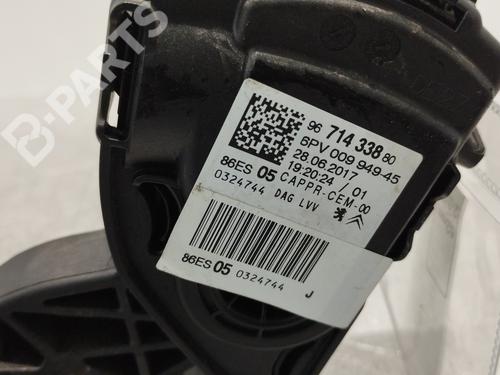 B-PARTS
96 714 338 80
6PV 009 949-45
28.06.2017
19:20:24 / 01
86ES 05 CAPPR-CEM-00
0324744 DAG LVV
86ES 05 0324744 J